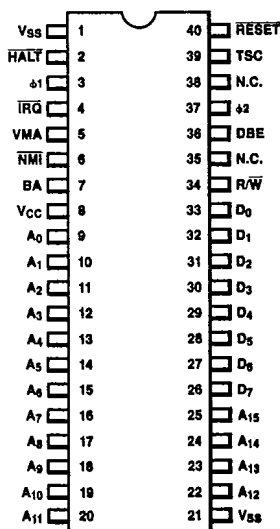 VSS 1 40 RESET
HALT 2 39 TSC
ϕ1 3 38 N.C.
IRQ 4 37 ϕ2
VMA 5 36 DBE
NMI 6 35 N.C.
BA 7 34 R/W
VCC 8 33 D0
A0 9 32 D1
A1 10 31 D2
A2 11 30 D3
A3 12 29 D4
A4 13 28 D5
A5 14 27 D6
A6 15 26 D7
A7 16 25 A15
A8 17 24 A14
A9 18 23 A13
A10 19 22 A12
A11 20 21 VSS